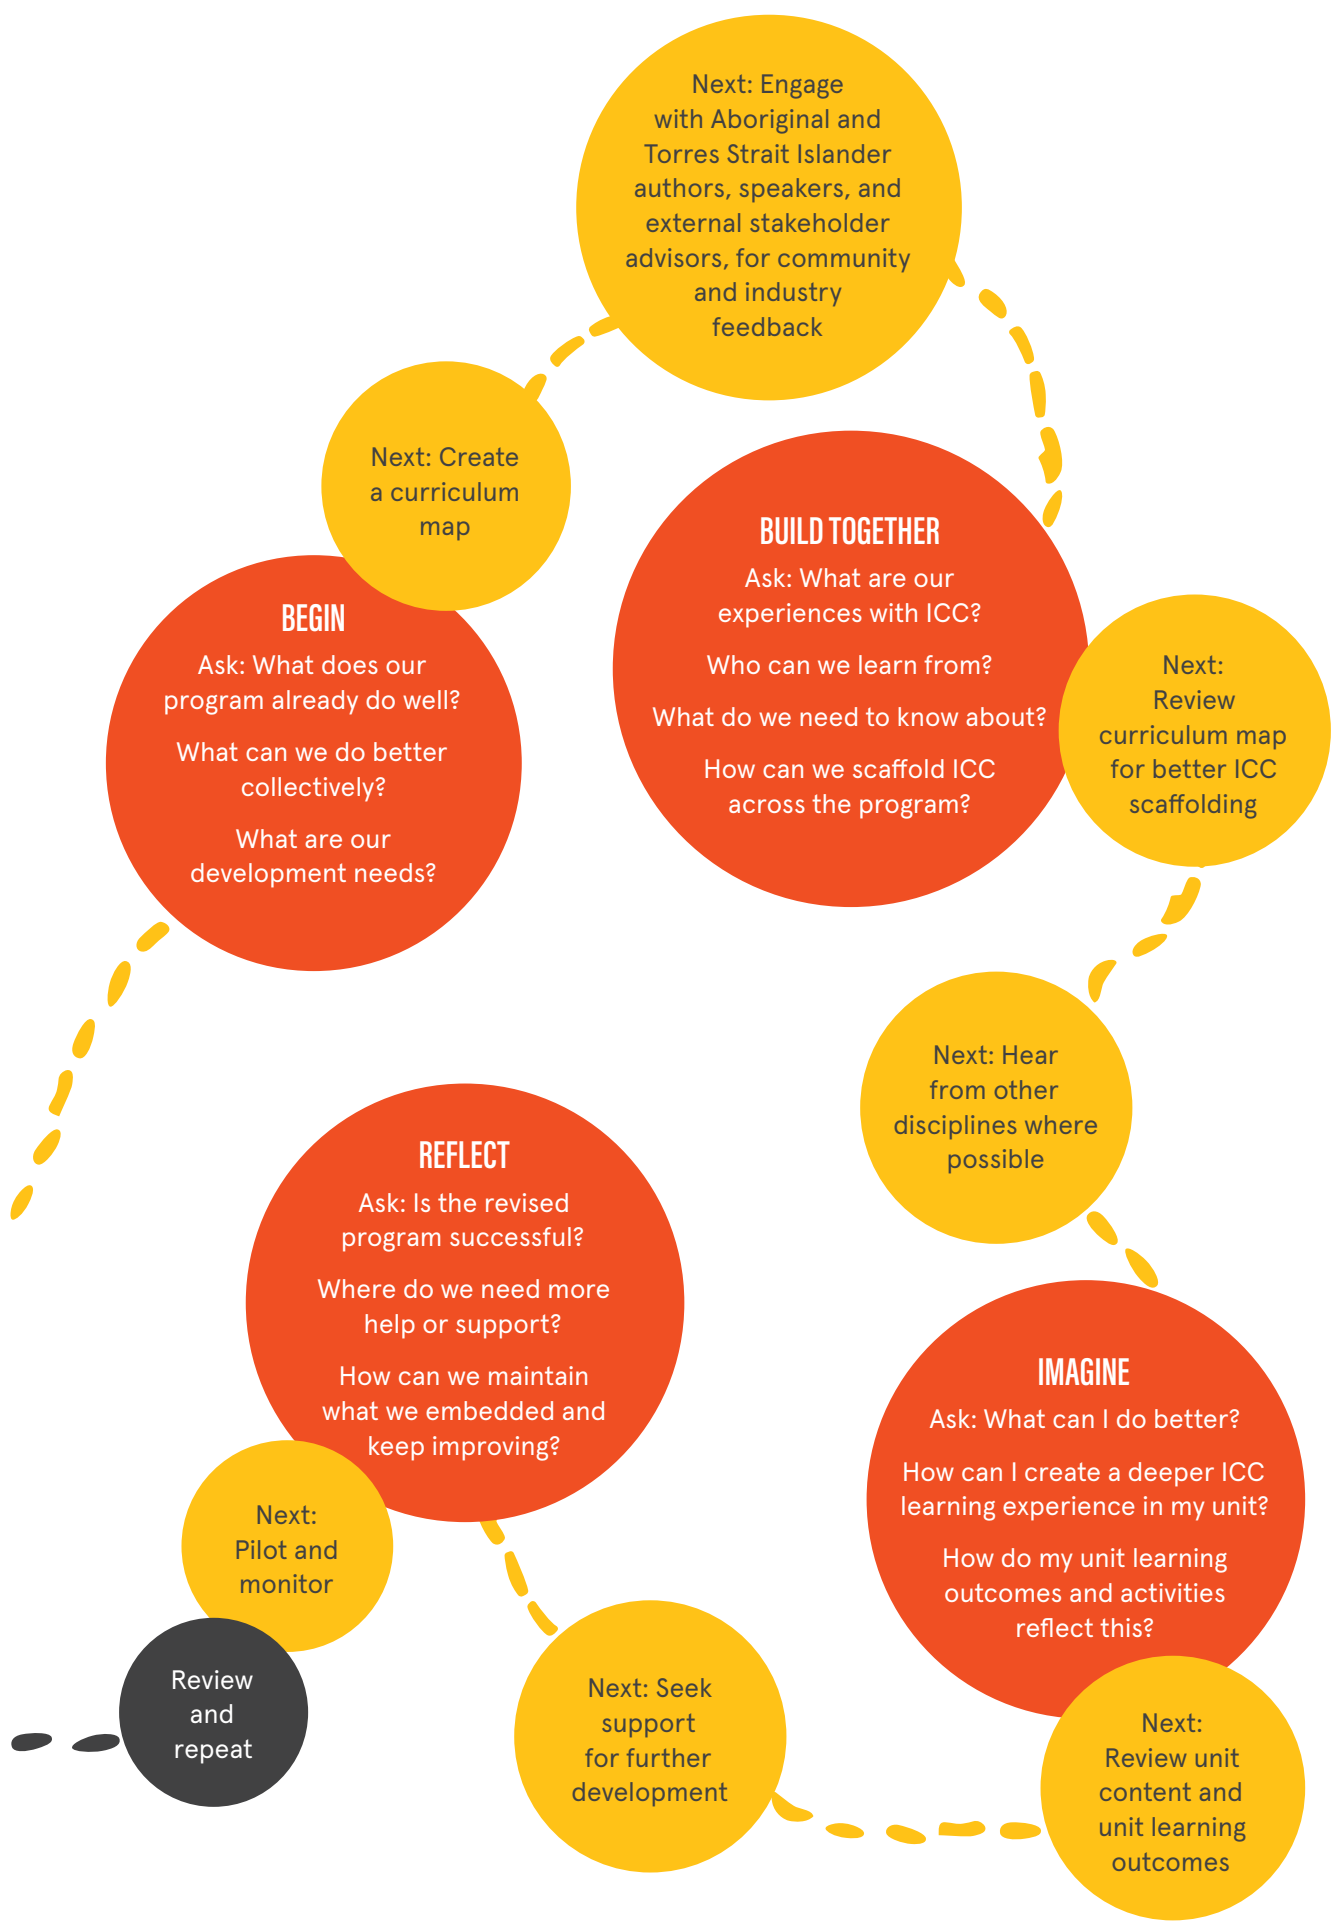 BEGIN
Ask: What does our
program already do well?
What can we do better
collectively?
What are our
development needs?
Next: Create
a curriculum
map
Next: Engage
with Aboriginal and
Torres Strait Islander
authors, speakers, and
external stakeholder
advisors, for community
and industry
feedback
BUILD TOGETHER
Ask: What are our
experiences with ICC?
Who can we learn from?
What do we need to know about?
How can we scaffold ICC
across the program?
Next:
Review
curriculum map
for better ICC
scaffolding
Next: Hear
from other
disciplines where
possible
IMAGINE
Ask: What can I do better?
How can I create a deeper ICC
learning experience in my unit?
How do my unit learning
outcomes and activities
reflect this?
Next:
Review unit
content and
unit learning
outcomes
Next: Seek
support
for further
development
REFLECT
Ask: Is the revised
program successful?
Where do we need more
help or support?
How can we maintain
what we embedded and
keep improving?
Next:
Pilot and
monitor
Review
and
repeat